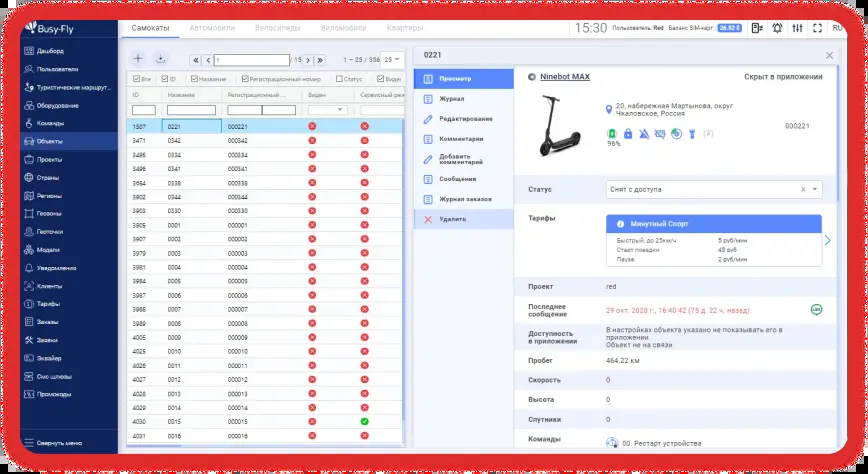 Busy-Fly
Самокаты Автомобили Велосипеды Веломобили Квартеры
15:30 Пользователь: Red Баланс SIM-карт:
RU
Дашборд
Пользователи
Туристические маршрут...
Оборудование
Команды
Объекты
Проекты
Страны
Регионы
Геозоны
Геоточки
Модели
Уведомления
Клиенты
Тарифы
Заказы
Заявки
Эквайер
Смс шлюзы
Промокоды
Свернуть меню
1 / 15 1 – 25 / 356 25
Все ID Название Регистрационный номер Статус Виден
ID Название Регистрационный ... Виден Сервисный реж
1507 0221 000221
3471 0342 000342
3495 0334 000334
3496 0341 000341
3684 0338 000338
3902 0344 000344
3903 0330 000330
3905 0001 000001
3907 0002 000002
3979 0003 000003
3981 0004 000004
3985 0005 000005
3987 0006 000006
3988 0007 000007
3989 0008 000008
4005 0009 000009
4025 0010 000010
4026 0011 000011
4027 0012 000012
4028 0013 000013
4029 0014 000014
4030 0015 000015
4031 0016 000016
0221
Просмотр
Журнал
Редактирование
Комментарии
Добавить
комментарий
Сообщения
Журнал заказов
Удалить
Ninebot MAX Скрыт в приложении
20, набережная Мартынова, округ
Чкаловское, Россия
000221
96%
Статус Снят с доступа
Тарифы Минутный Спорт
Быстрый, до 25км/ч 5 руб/мин
Старт поездки 45 руб
Pause 2 руб/мин
Проект red
Последнее
сообщение
29 окт. 2020 г., 16:40:42 (75 д. 22 ч. назад)
Доступность
в приложении
В настройках объекта указано не показывать его в
приложении
Объект не на связи
Пробег 464.22 км
Скорость 0
Высота 0
Спутники 0
Команды 00. Рестарт устройства